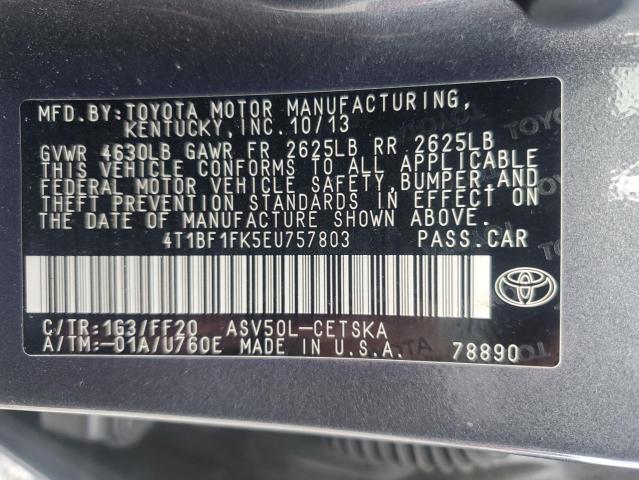 MFD.BY:TOYOTA MOTOR MANUFACTURING,
KENTUCKY,INC.10/13
GVWR 4630LB GAWR FR 2625LB RR 2625LB
THIS VEHICLE CONFORMS TO ALL APPLICABLE
FEDERAL MOTOR VEHICLE SAFETY,BUMPER,AND
THEFT PREVENTION STANDARDS IN EFFECT ON
THE DATE OF MANUFACTURE SHOWN ABOVE.
4T1BF1FK5EU757803 PASS.CAR
C/TR:1G3/FF20 ASV50L-CETSKA
A/TM:-01A/U760E MADE IN U.S.A. 78890